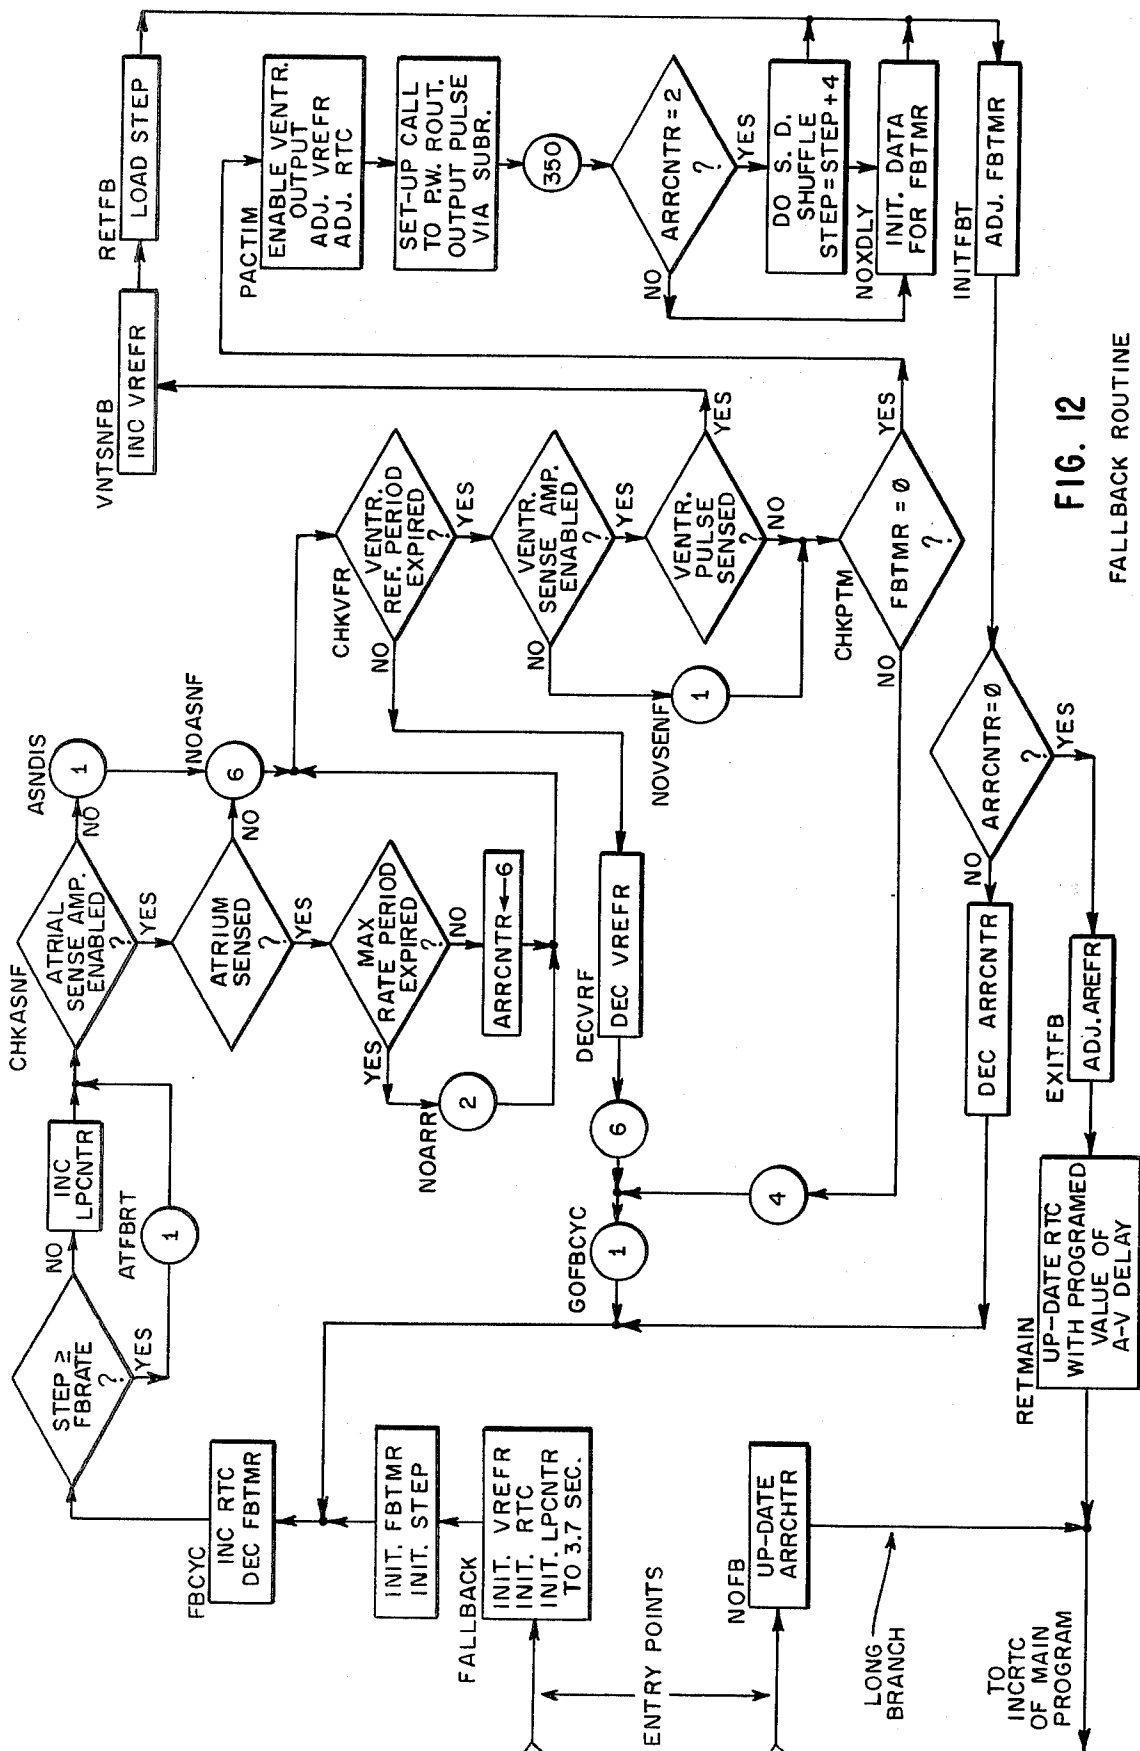 FALLBACK
INIT. VREFR
INIT. RTC
INIT. LPCNTR
TO 3.7 SEC.
INIT. FBTMR
INIT. STEP
FBCYC
INC RTC
DEC FBTMR
STEP ≥
FBRATE
?
NO
YES
INC
LPCNTR
ATFBRT
1
CHKASNF
ATRIAL
SENSE AMP.
ENABLED
?
NO
YES
ASNDIS
1
NOASNF
6
ATRIUM
SENSED
?
NO
YES
MAX
RATE PERIOD
EXPIRED
?
YES
NO
NOARR
2
ARRCNTR←6
CHKVFR
VENTR.
REF. PERIOD
EXPIRED
?
NO
YES
VENTR.
SENSE AMP.
ENABLED
?
NO
YES
NOVSENF
1
VENTR.
PULSE
SENSED
?
YES
NO
CHKPTM
FBTMR = Ø
?
NO
YES
DECVRF
DEC VREFR
6
4
GOFBCYC
1
VNTSNFB
INC VREFR
RETFB
LOAD STEP
PACTIM
ENABLE VENTR.
OUTPUT
ADJ. VREFR
ADJ. RTC
SET-UP CALL
TO P.W. ROUT.
OUTPUT PULSE
VIA SUBR.
350
ARRCNTR = 2
?
NO
YES
DO S. D.
SHUFFLE
STEP=STEP+4
NOXDLY
INIT. DATA
FOR FBTMR
INITFBT
ADJ. FBTMR
ARRCNTR=Ø
?
NO
YES
DEC ARRCNTR
EXITFB
ADJ. AREFR
RETMAIN
UP-DATE RTC
WITH PROGRAMED
VALUE OF
A-V DELAY
NOFB
UP-DATE
ARRCHTR
ENTRY POINTS
LONG
BRANCH
TO
INCRTC
OF MAIN
PROGRAM
FIG. 12
FALLBACK ROUTINE